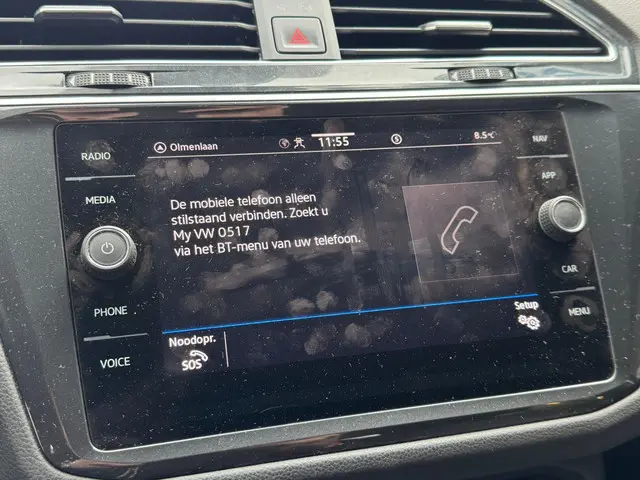 RADIO
MEDIA
PHONE
VOICE
Olmenlaan
11:55
8.5°C
De mobiele telefoon alleen
stilstaand verbinden. Zoekt u
My VW 0517
via het BT-menu van uw telefoon.
Setup
Noodopr.
SOS
NAV
APP
CAR
MENU